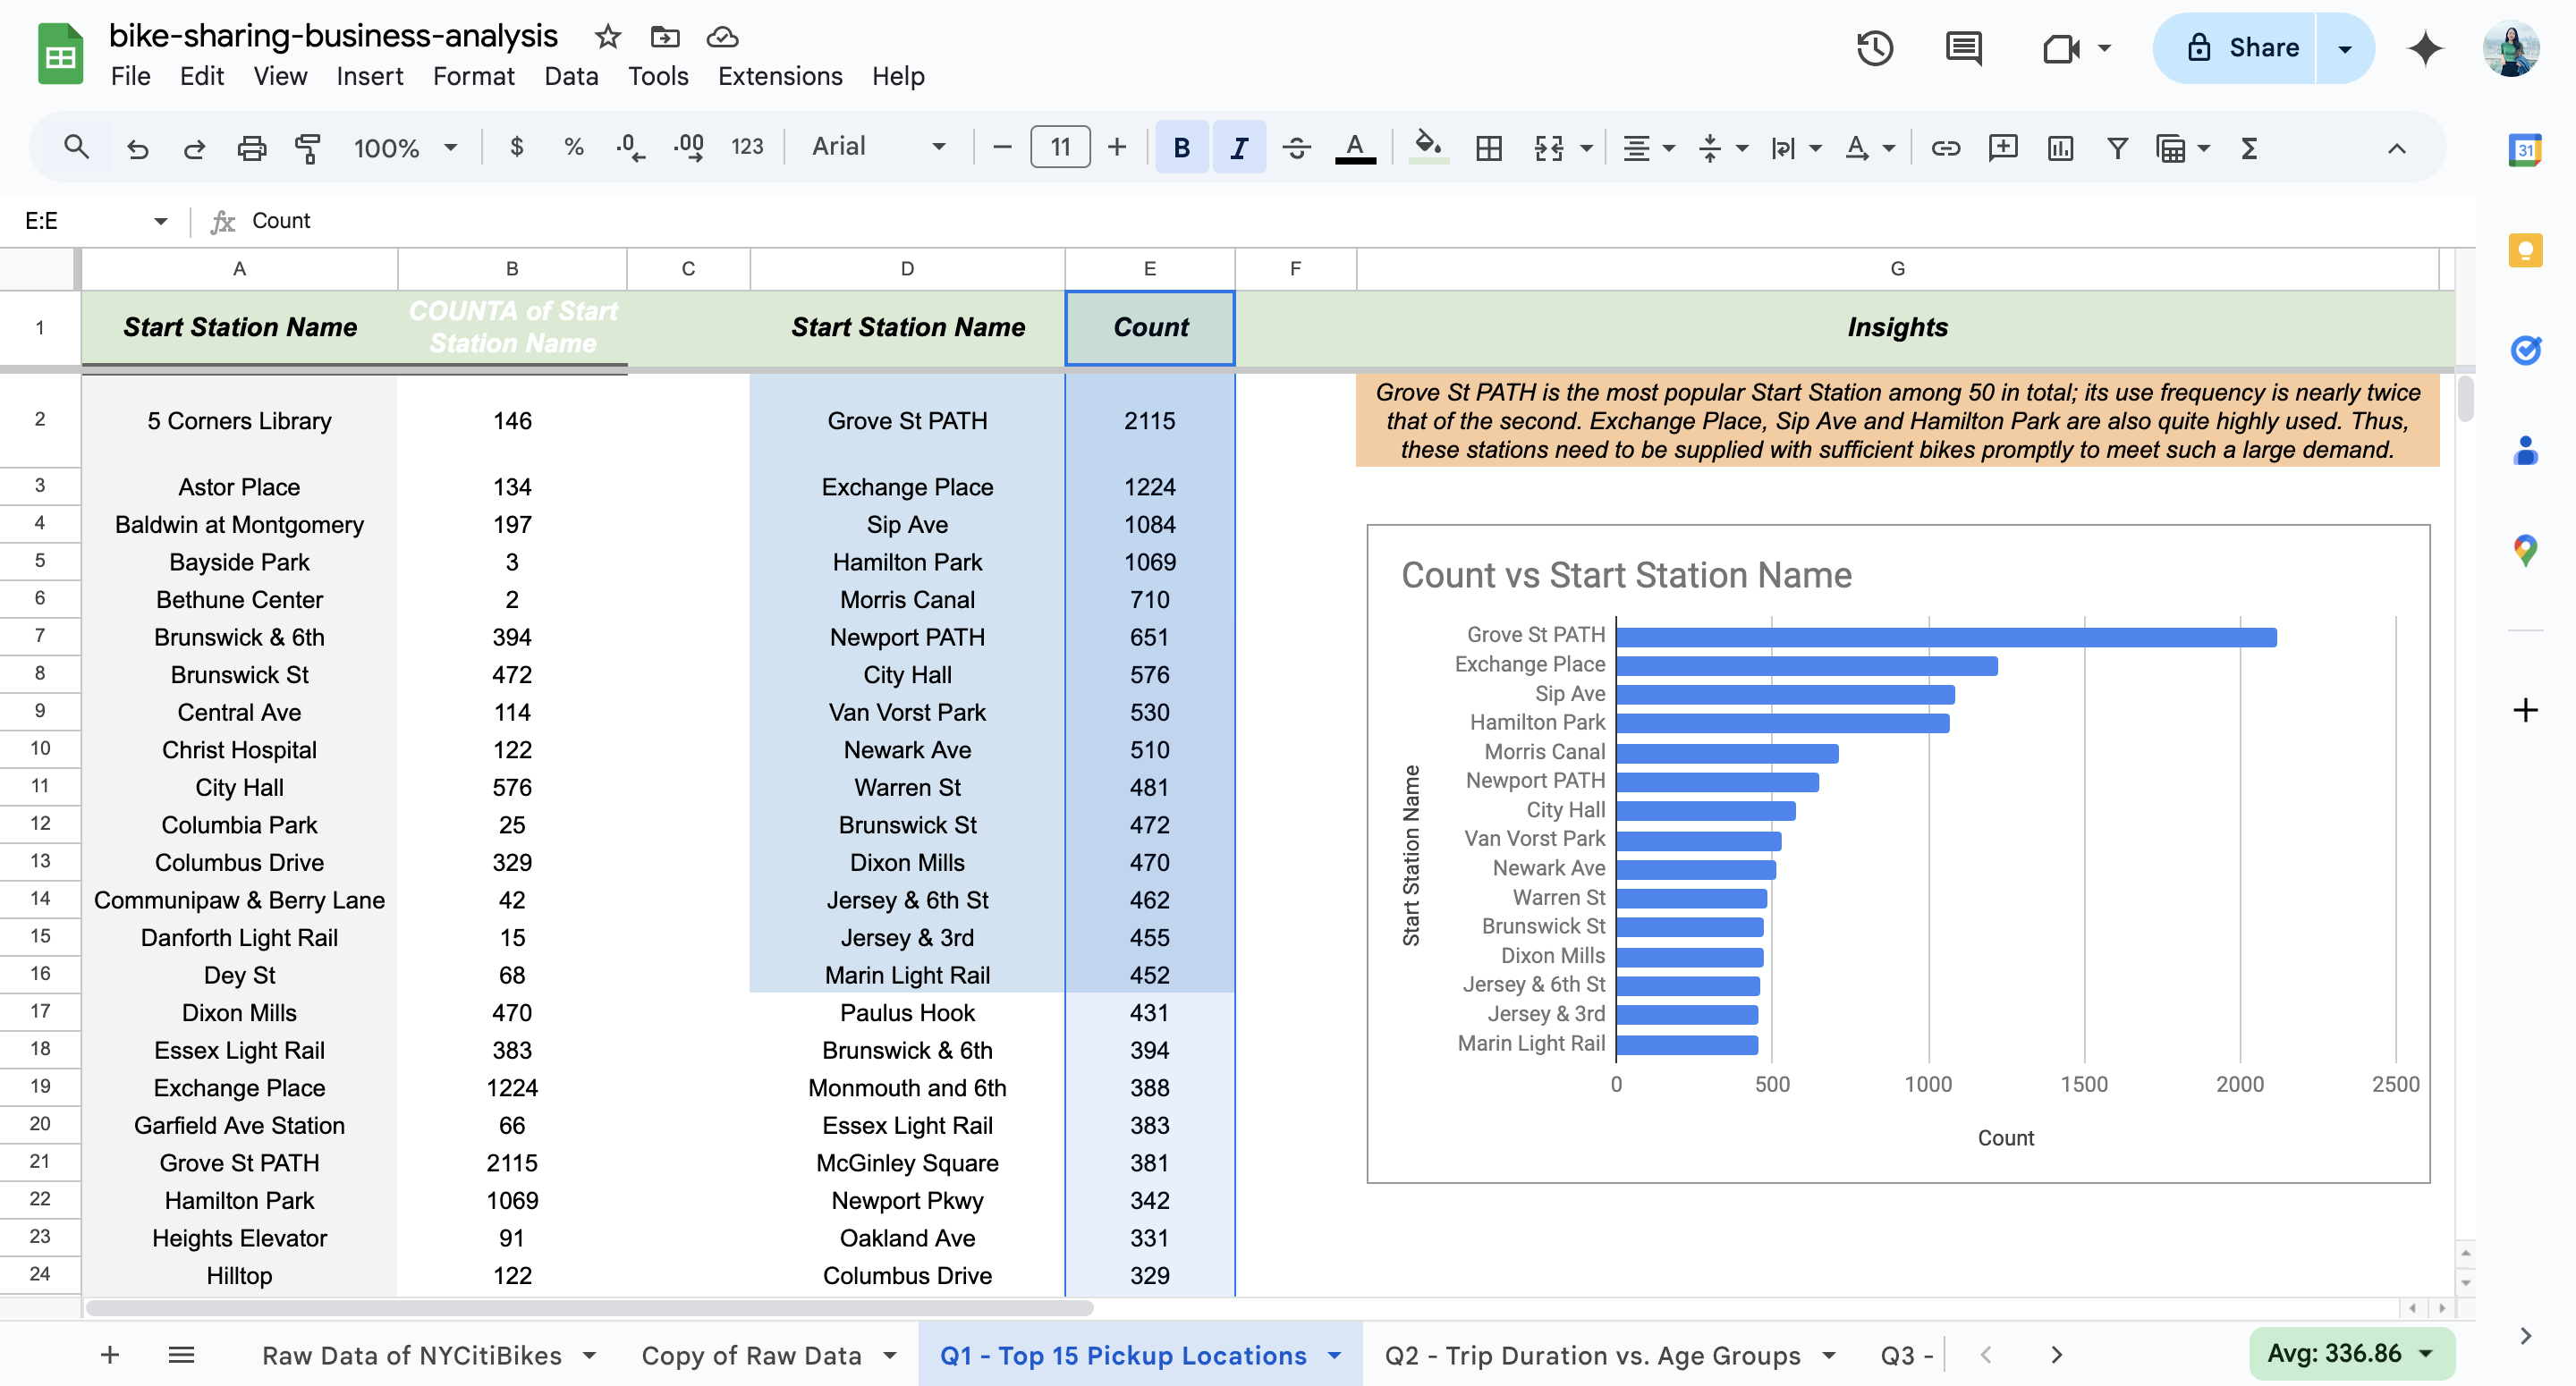 bike-sharing-business-analysis
File Edit View Insert Format Data Tools Extensions Help
Share
100% $ % .0 .00 123 Arial 11 B I A A Σ
31
E:E fx Count
A B C D E F G
1 Start Station Name COUNTA of Start Station Name Start Station Name Count Insights
2 5 Corners Library 146 Grove St PATH 2115
Grove St PATH is the most popular Start Station among 50 in total; its use frequency is nearly twice
that of the second. Exchange Place, Sip Ave and Hamilton Park are also quite highly used. Thus,
these stations need to be supplied with sufficient bikes promptly to meet such a large demand.
3 Astor Place 134 Exchange Place 1224
4 Baldwin at Montgomery 197 Sip Ave 1084
5 Bayside Park 3 Hamilton Park 1069
6 Bethune Center 2 Morris Canal 710
7 Brunswick & 6th 394 Newport PATH 651
8 Brunswick St 472 City Hall 576
9 Central Ave 114 Van Vorst Park 530
10 Christ Hospital 122 Newark Ave 510
11 City Hall 576 Warren St 481
12 Columbia Park 25 Brunswick St 472
13 Columbus Drive 329 Dixon Mills 470
14 Communipaw & Berry Lane 42 Jersey & 6th St 462
15 Danforth Light Rail 15 Jersey & 3rd 455
16 Dey St 68 Marin Light Rail 452
17 Dixon Mills 470 Paulus Hook 431
18 Essex Light Rail 383 Brunswick & 6th 394
19 Exchange Place 1224 Monmouth and 6th 388
20 Garfield Ave Station 66 Essex Light Rail 383
21 Grove St PATH 2115 McGinley Square 381
22 Hamilton Park 1069 Newport Pkwy 342
23 Heights Elevator 91 Oakland Ave 331
24 Hilltop 122 Columbus Drive 329
Count vs Start Station Name
Start Station Name
Grove St PATH
Exchange Place
Sip Ave
Hamilton Park
Morris Canal
Newport PATH
City Hall
Van Vorst Park
Newark Ave
Warren St
Brunswick St
Dixon Mills
Jersey & 6th St
Jersey & 3rd
Marin Light Rail
0 500 1000 1500 2000 2500
Count
Raw Data of NYCitiBikes Copy of Raw Data Q1 - Top 15 Pickup Locations Q2 - Trip Duration vs. Age Groups Q3 - Avg: 336.86